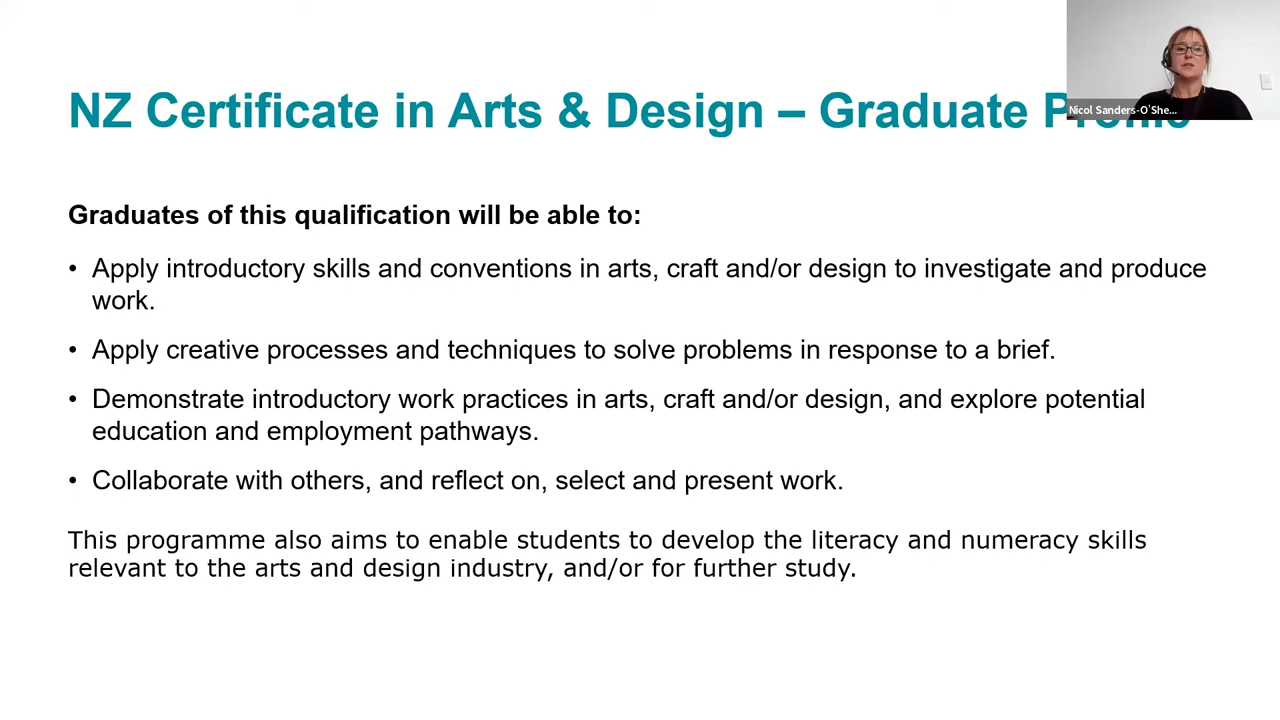 NZ Certificate in Arts & Design – Graduate
Nicol Sanders-O'She...
Graduates of this qualification will be able to:
• Apply introductory skills and conventions in arts, craft and/or design to investigate and produce
work.
• Apply creative processes and techniques to solve problems in response to a brief.
• Demonstrate introductory work practices in arts, craft and/or design, and explore potential
education and employment pathways.
• Collaborate with others, and reflect on, select and present work.
This programme also aims to enable students to develop the literacy and numeracy skills
relevant to the arts and design industry, and/or for further study.